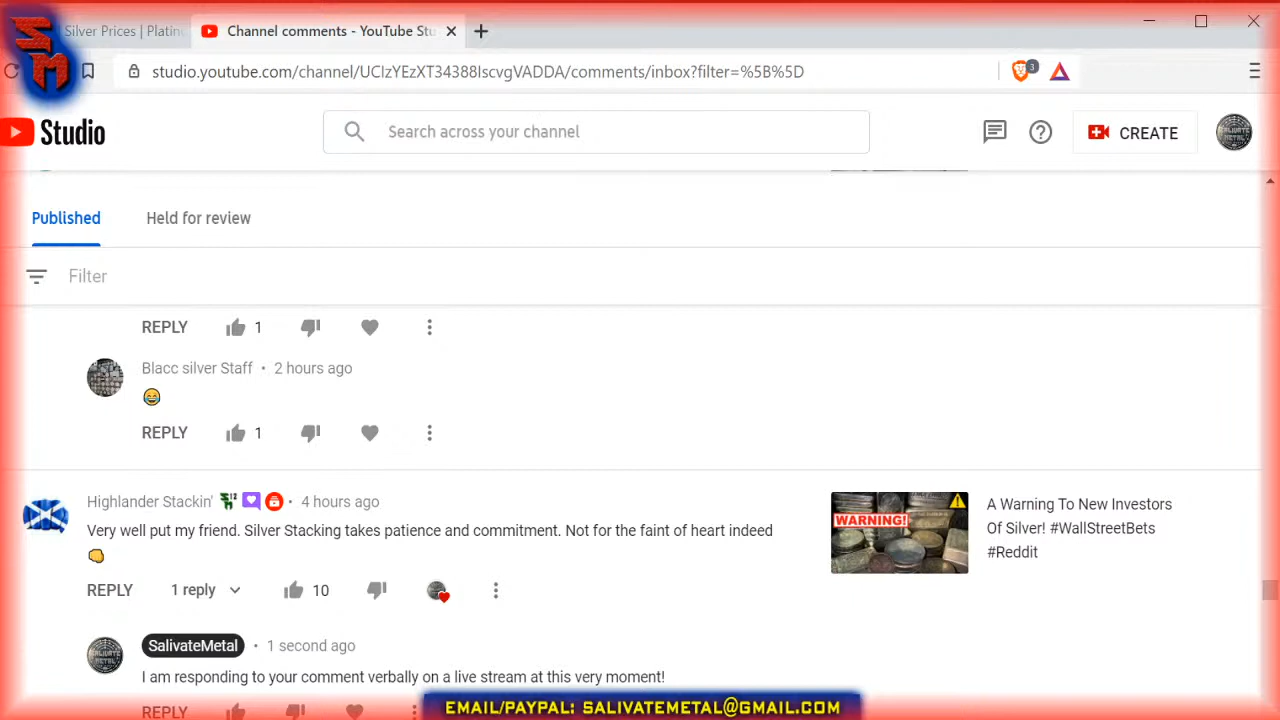 SM
Silver Prices | Platin
Channel comments - YouTube Stu
studio.youtube.com/channel/UCIzYEzXT34388IscvgVADDA/comments/inbox?filter=%5B%5D
3
Studio
Search across your channel
CREATE
Published
Held for review
Filter
REPLY 1
Blacc silver Staff • 2 hours ago
😂
REPLY 1
Highlander Stackin' • 4 hours ago
Very well put my friend. Silver Stacking takes patience and commitment. Not for the faint of heart indeed
REPLY 1 reply 10
WARNING!
A Warning To New Investors
Of Silver! #WallStreetBets
#Reddit
SalivateMetal • 1 second ago
I am responding to your comment verbally on a live stream at this very moment!
REPLY
EMAIL/PAYPAL: SALIVATEMETAL@GMAIL.COM